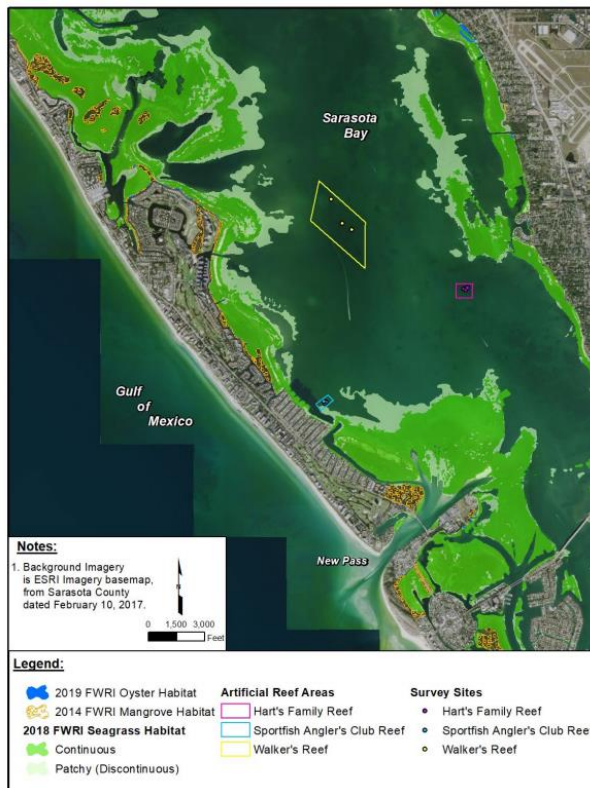 Sarasota
Bay
Gulf
of
Mexico
New Pass
Notes:
1. Background Imagery
is ESRI Imagery basemap,
from Sarasota County
dated February 10, 2017.
N
0 1,500 3,000
Feet
Legend:
2019 FWRI Oyster Habitat
2014 FWRI Mangrove Habitat
2018 FWRI Seagrass Habitat
Continuous
Patchy (Discontinuous)
Artificial Reef Areas
Hart's Family Reef
Sportfish Angler's Club Reef
Walker's Reef
Survey Sites
Hart's Family Reef
Sportfish Angler's Club Reef
Walker's Reef